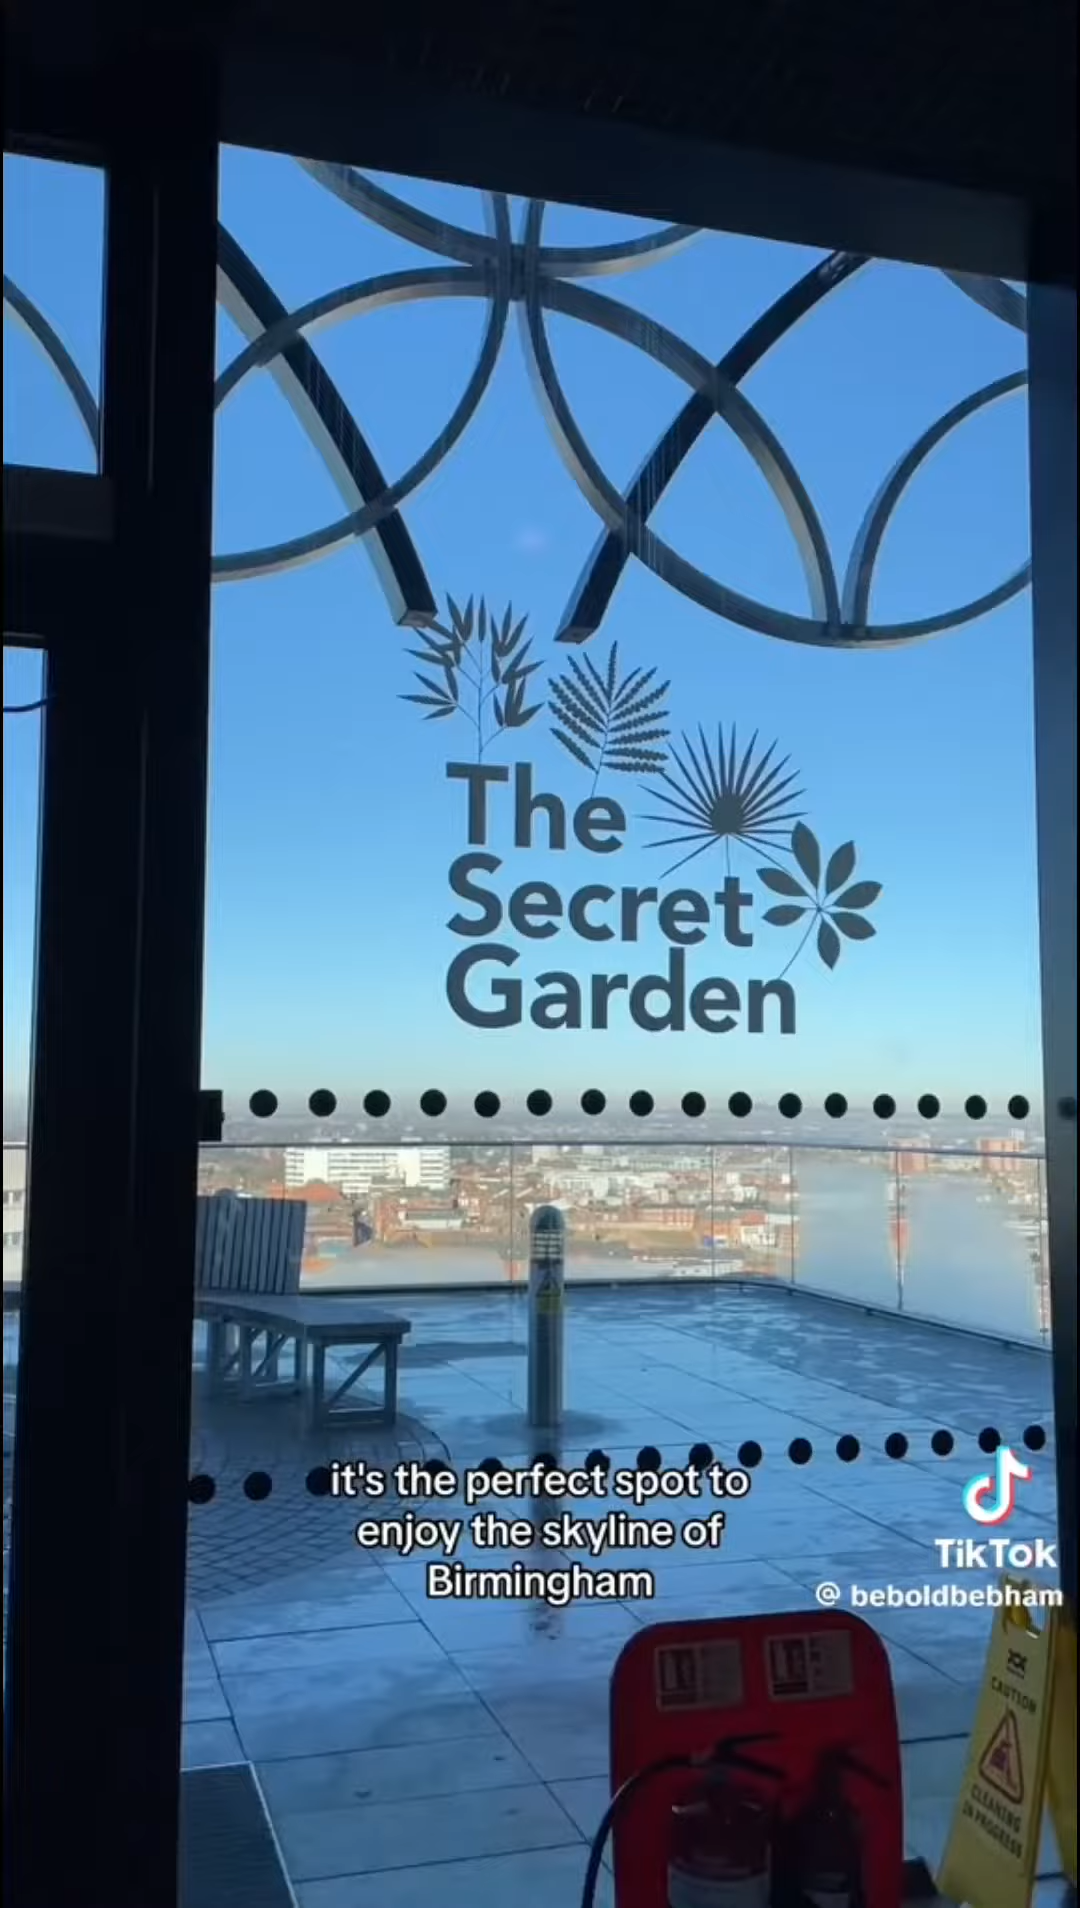 The
Secret
Garden
it's the perfect spot to
enjoy the skyline of
Birmingham
TikTok
@ beboldbebham
CAUTION
CLEANING
IN PROGRESS